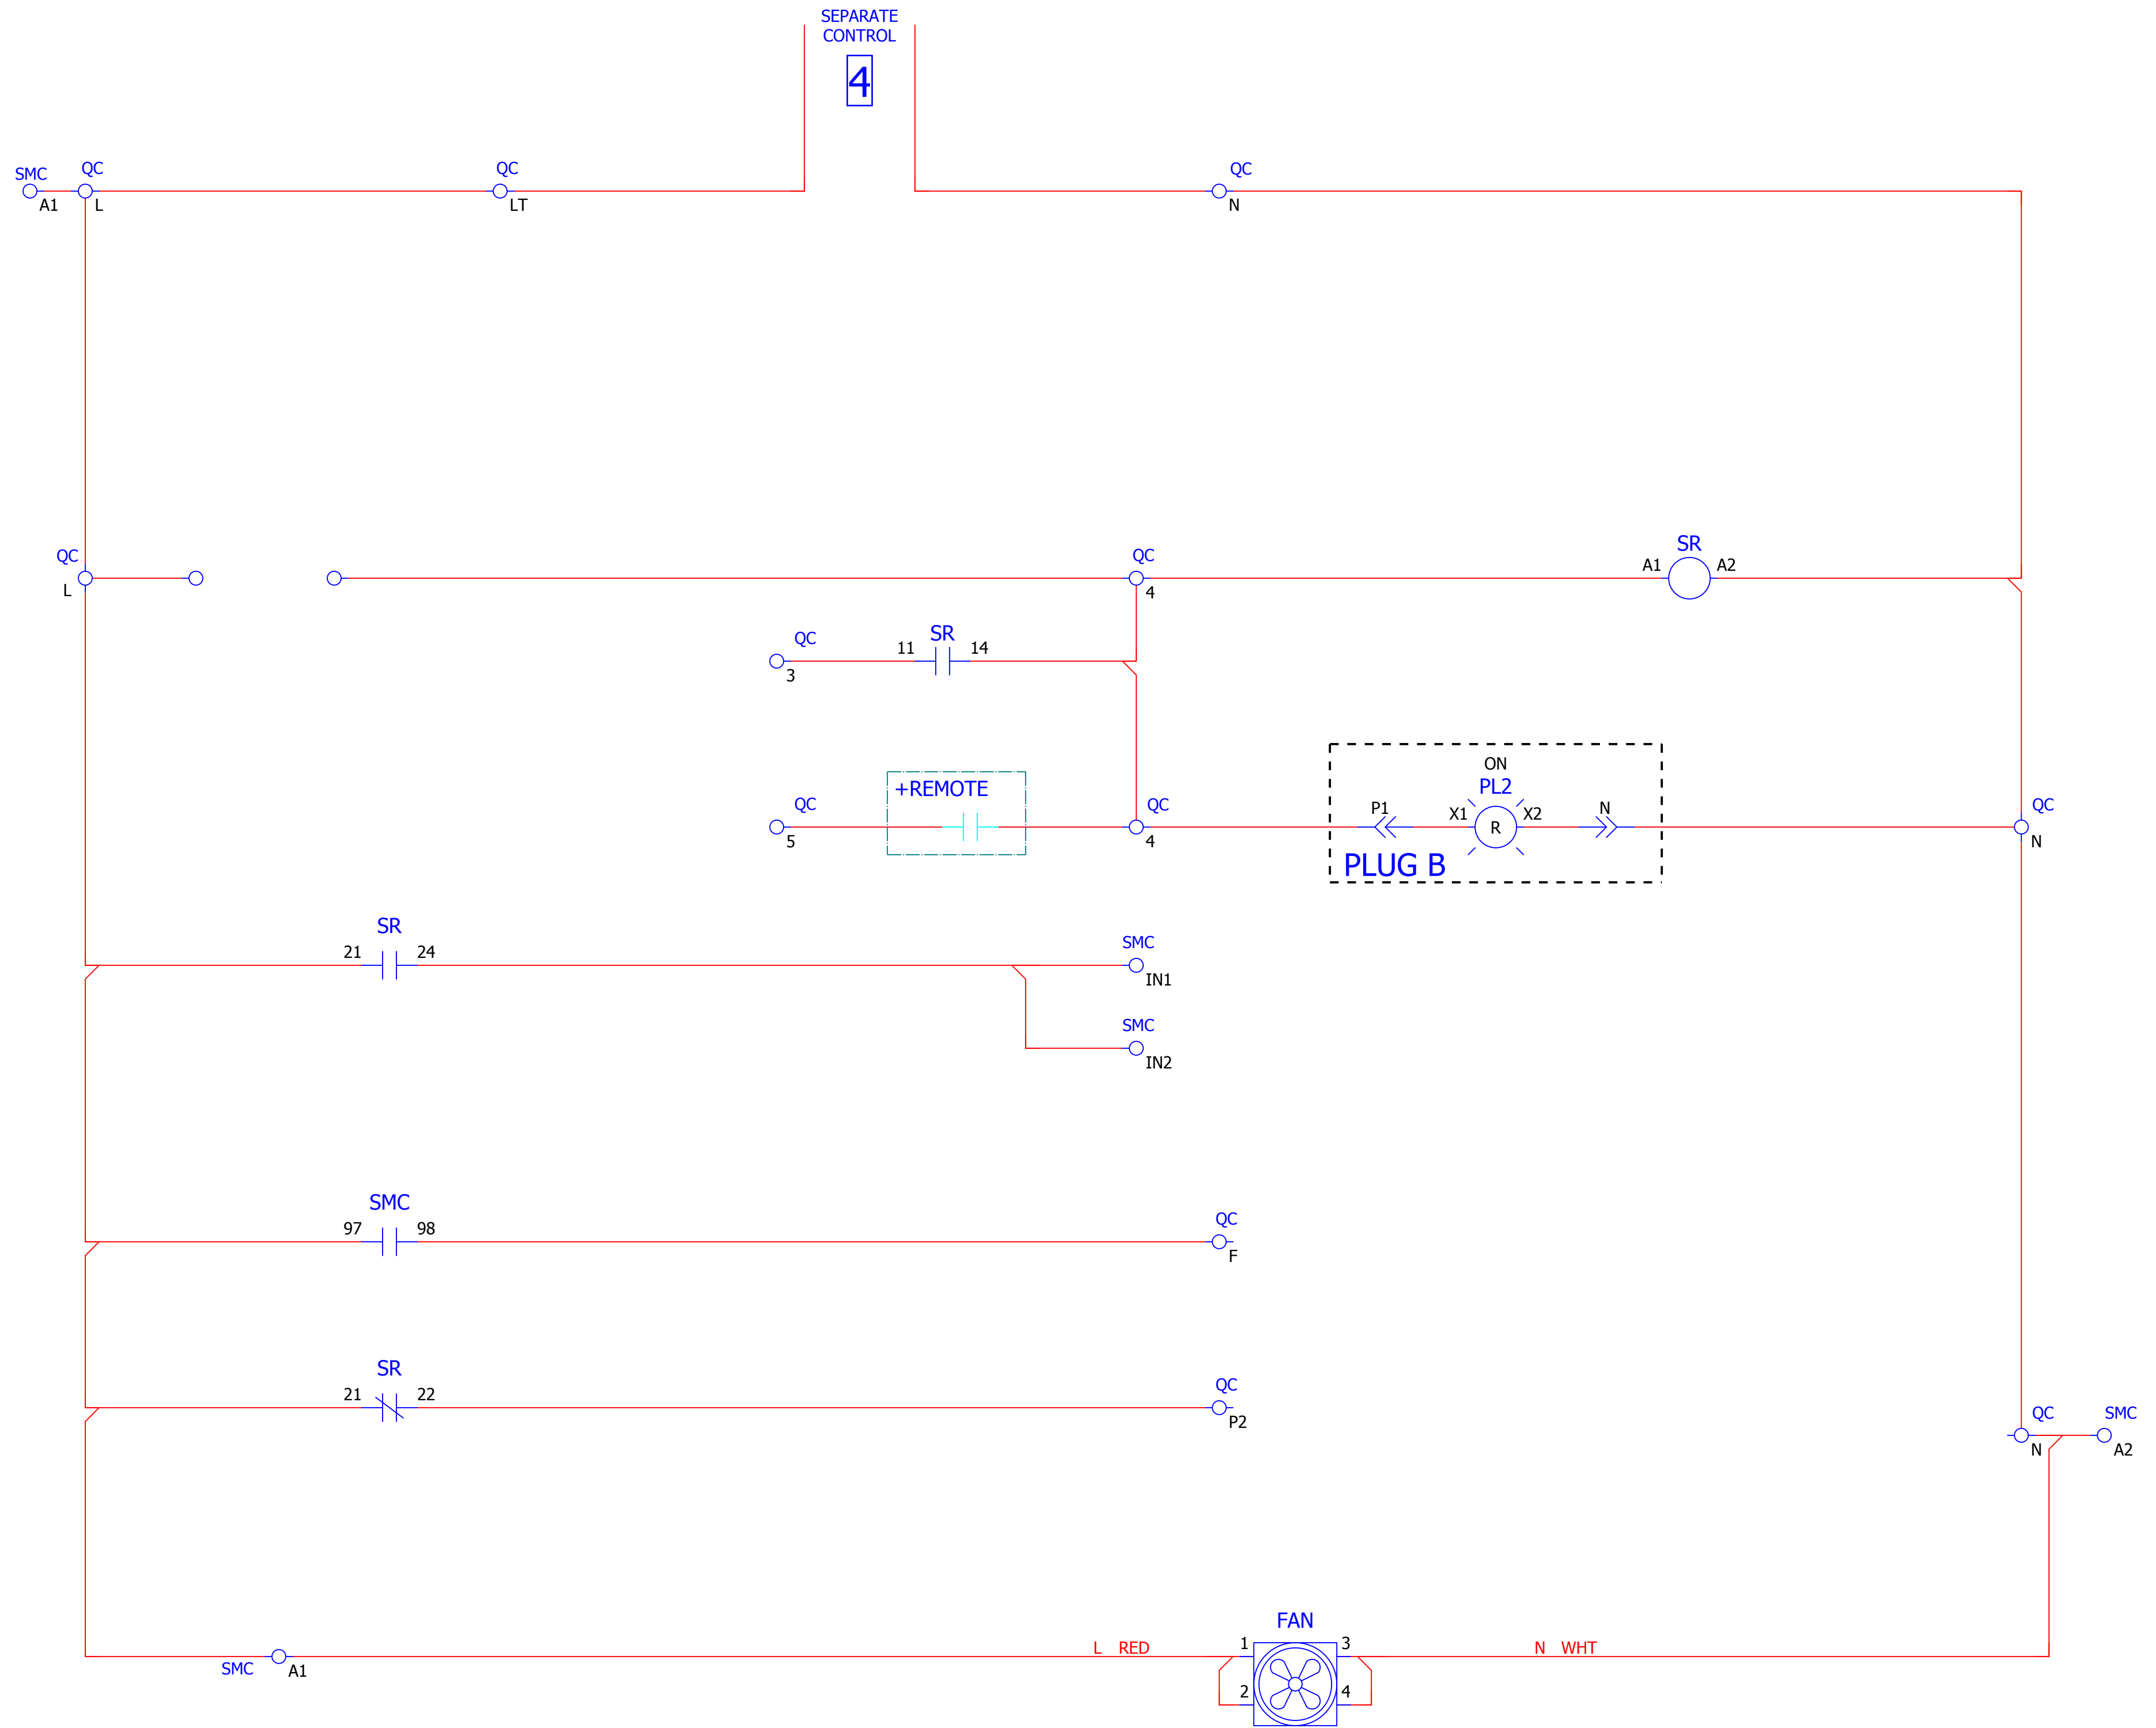 SEPARATE
CONTROL
4
SMC QC QC QC
A1 L LT N
QC QC SR
A1 A2
L 4
QC SR
11 14
3
ON
+REMOTE PL2
QC QC P1 X1 X2 N QC
R
5 4 N
PLUG B
SR
21 24 SMC
IN1
SMC
IN2
SMC
97 98 QC
F
SR
21 22 QC
P2
QC SMC
N A2
FAN
L RED 1 3 N WHT
SMC A1
2 4